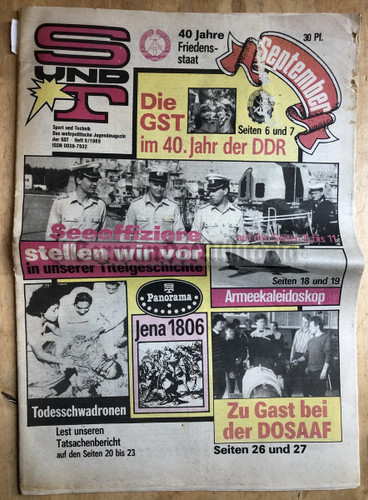 S
UND
T
Sport und Technik
Das wehrpolitische Jugendmagazin
der GST · Heft 9/1989
ISSN 0038-7932
40 Jahre
Friedens-
staat
September
30 Pf.
Die
GST
Seiten 6 und 7
im 40. Jahr der DDR
Seeoffiziere
stellen wir vor
in unserer Titelgeschichte
bis 11
Seiten 18 und 19
Armeekaleidoskop
Panorama
Jena 1806
Todesschwadronen
Lest unseren
Tatsachenbericht
auf den Seiten 20 bis 23
Zu Gast bei
der DOSAAF
Seiten 26 und 27